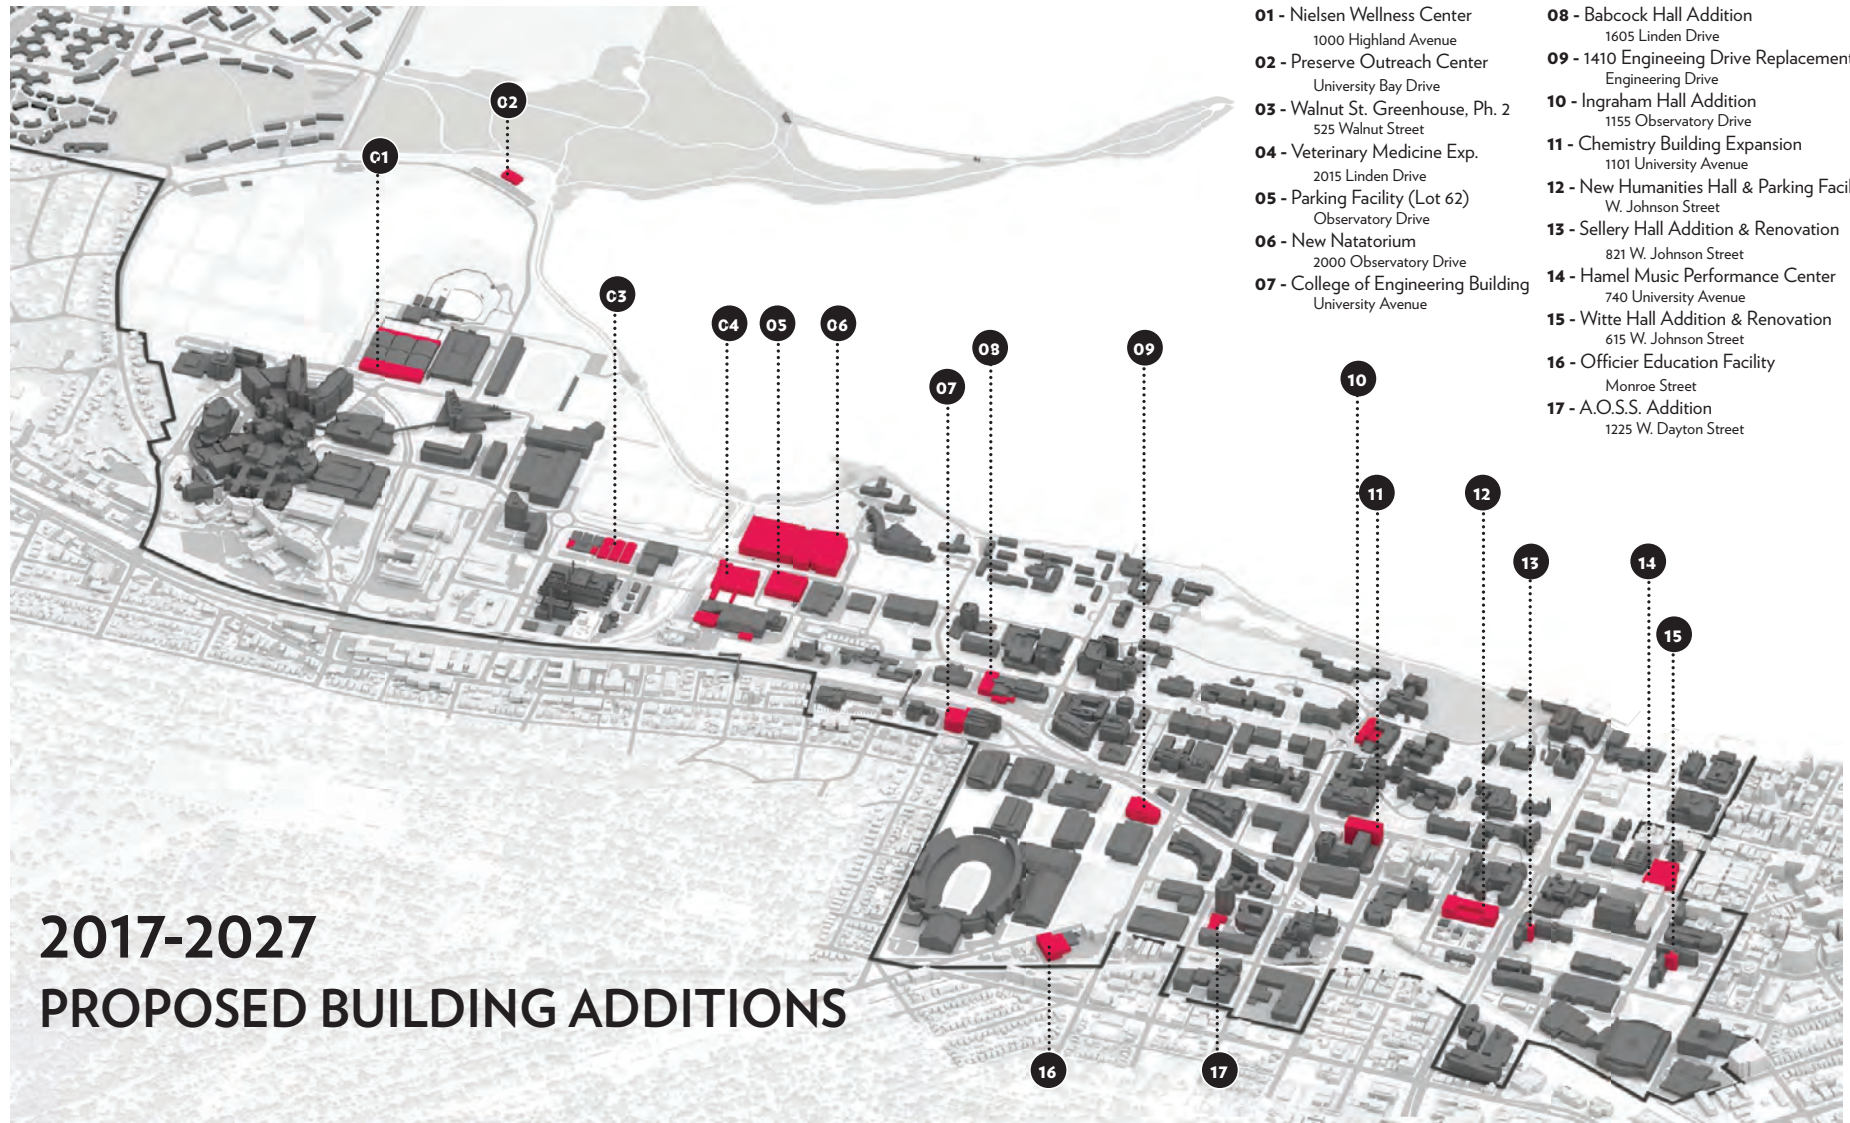 01 - Nielsen Wellness Center
1000 Highland Avenue
02 - Preserve Outreach Center
University Bay Drive
03 - Walnut St. Greenhouse, Ph. 2
525 Walnut Street
04 - Veterinary Medicine Exp.
2015 Linden Drive
05 - Parking Facility (Lot 62)
Observatory Drive
06 - New Natatorium
2000 Observatory Drive
07 - College of Engineering Building
University Avenue
08 - Babcock Hall Addition
1605 Linden Drive
09 - 1410 Engineeing Drive Replacement
Engineering Drive
10 - Ingraham Hall Addition
1155 Observatory Drive
11 - Chemistry Building Expansion
1101 University Avenue
12 - New Humanities Hall & Parking Facil
W. Johnson Street
13 - Sellery Hall Addition & Renovation
821 W. Johnson Street
14 - Hamel Music Performance Center
740 University Avenue
15 - Witte Hall Addition & Renovation
615 W. Johnson Street
16 - Officier Education Facility
Monroe Street
17 - A.O.S.S. Addition
1225 W. Dayton Street
02
01
03
04
05
06
08
09
07
10
11
12
13
14
15
16
17
2017-2027
PROPOSED BUILDING ADDITIONS